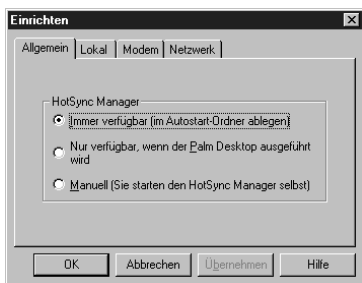 Einrichten
Allgemein Lokal Modem Netzwerk
HotSync Manager
Immer verfügbar (im Autostart-Ordner ablegen)
Nur verfügbar, wenn der Palm Desktop ausgeführt
wird
Manuell (Sie starten den HotSync Manager selbst)
OK Abbrechen Übernehmen Hilfe